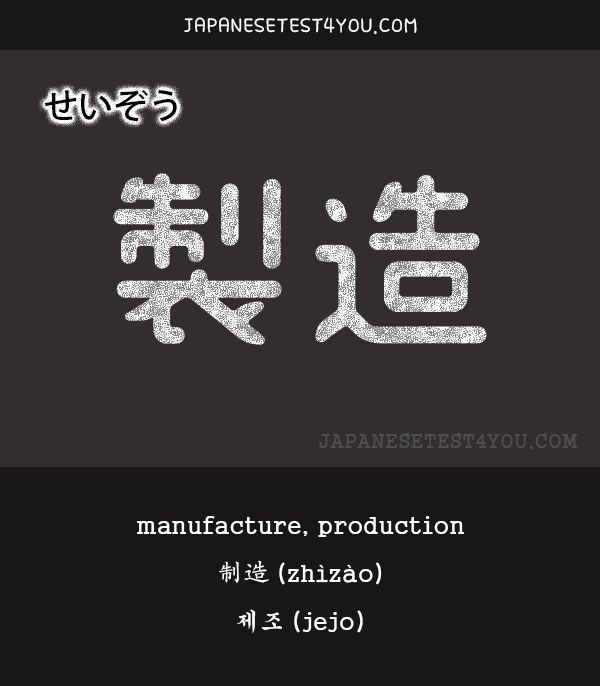 JAPANESETEST4YOU.COM
せいぞう
製造
JAPANESETEST4YOU.COM
manufacture, production
制造 (zhìzào)
제조 (jejo)